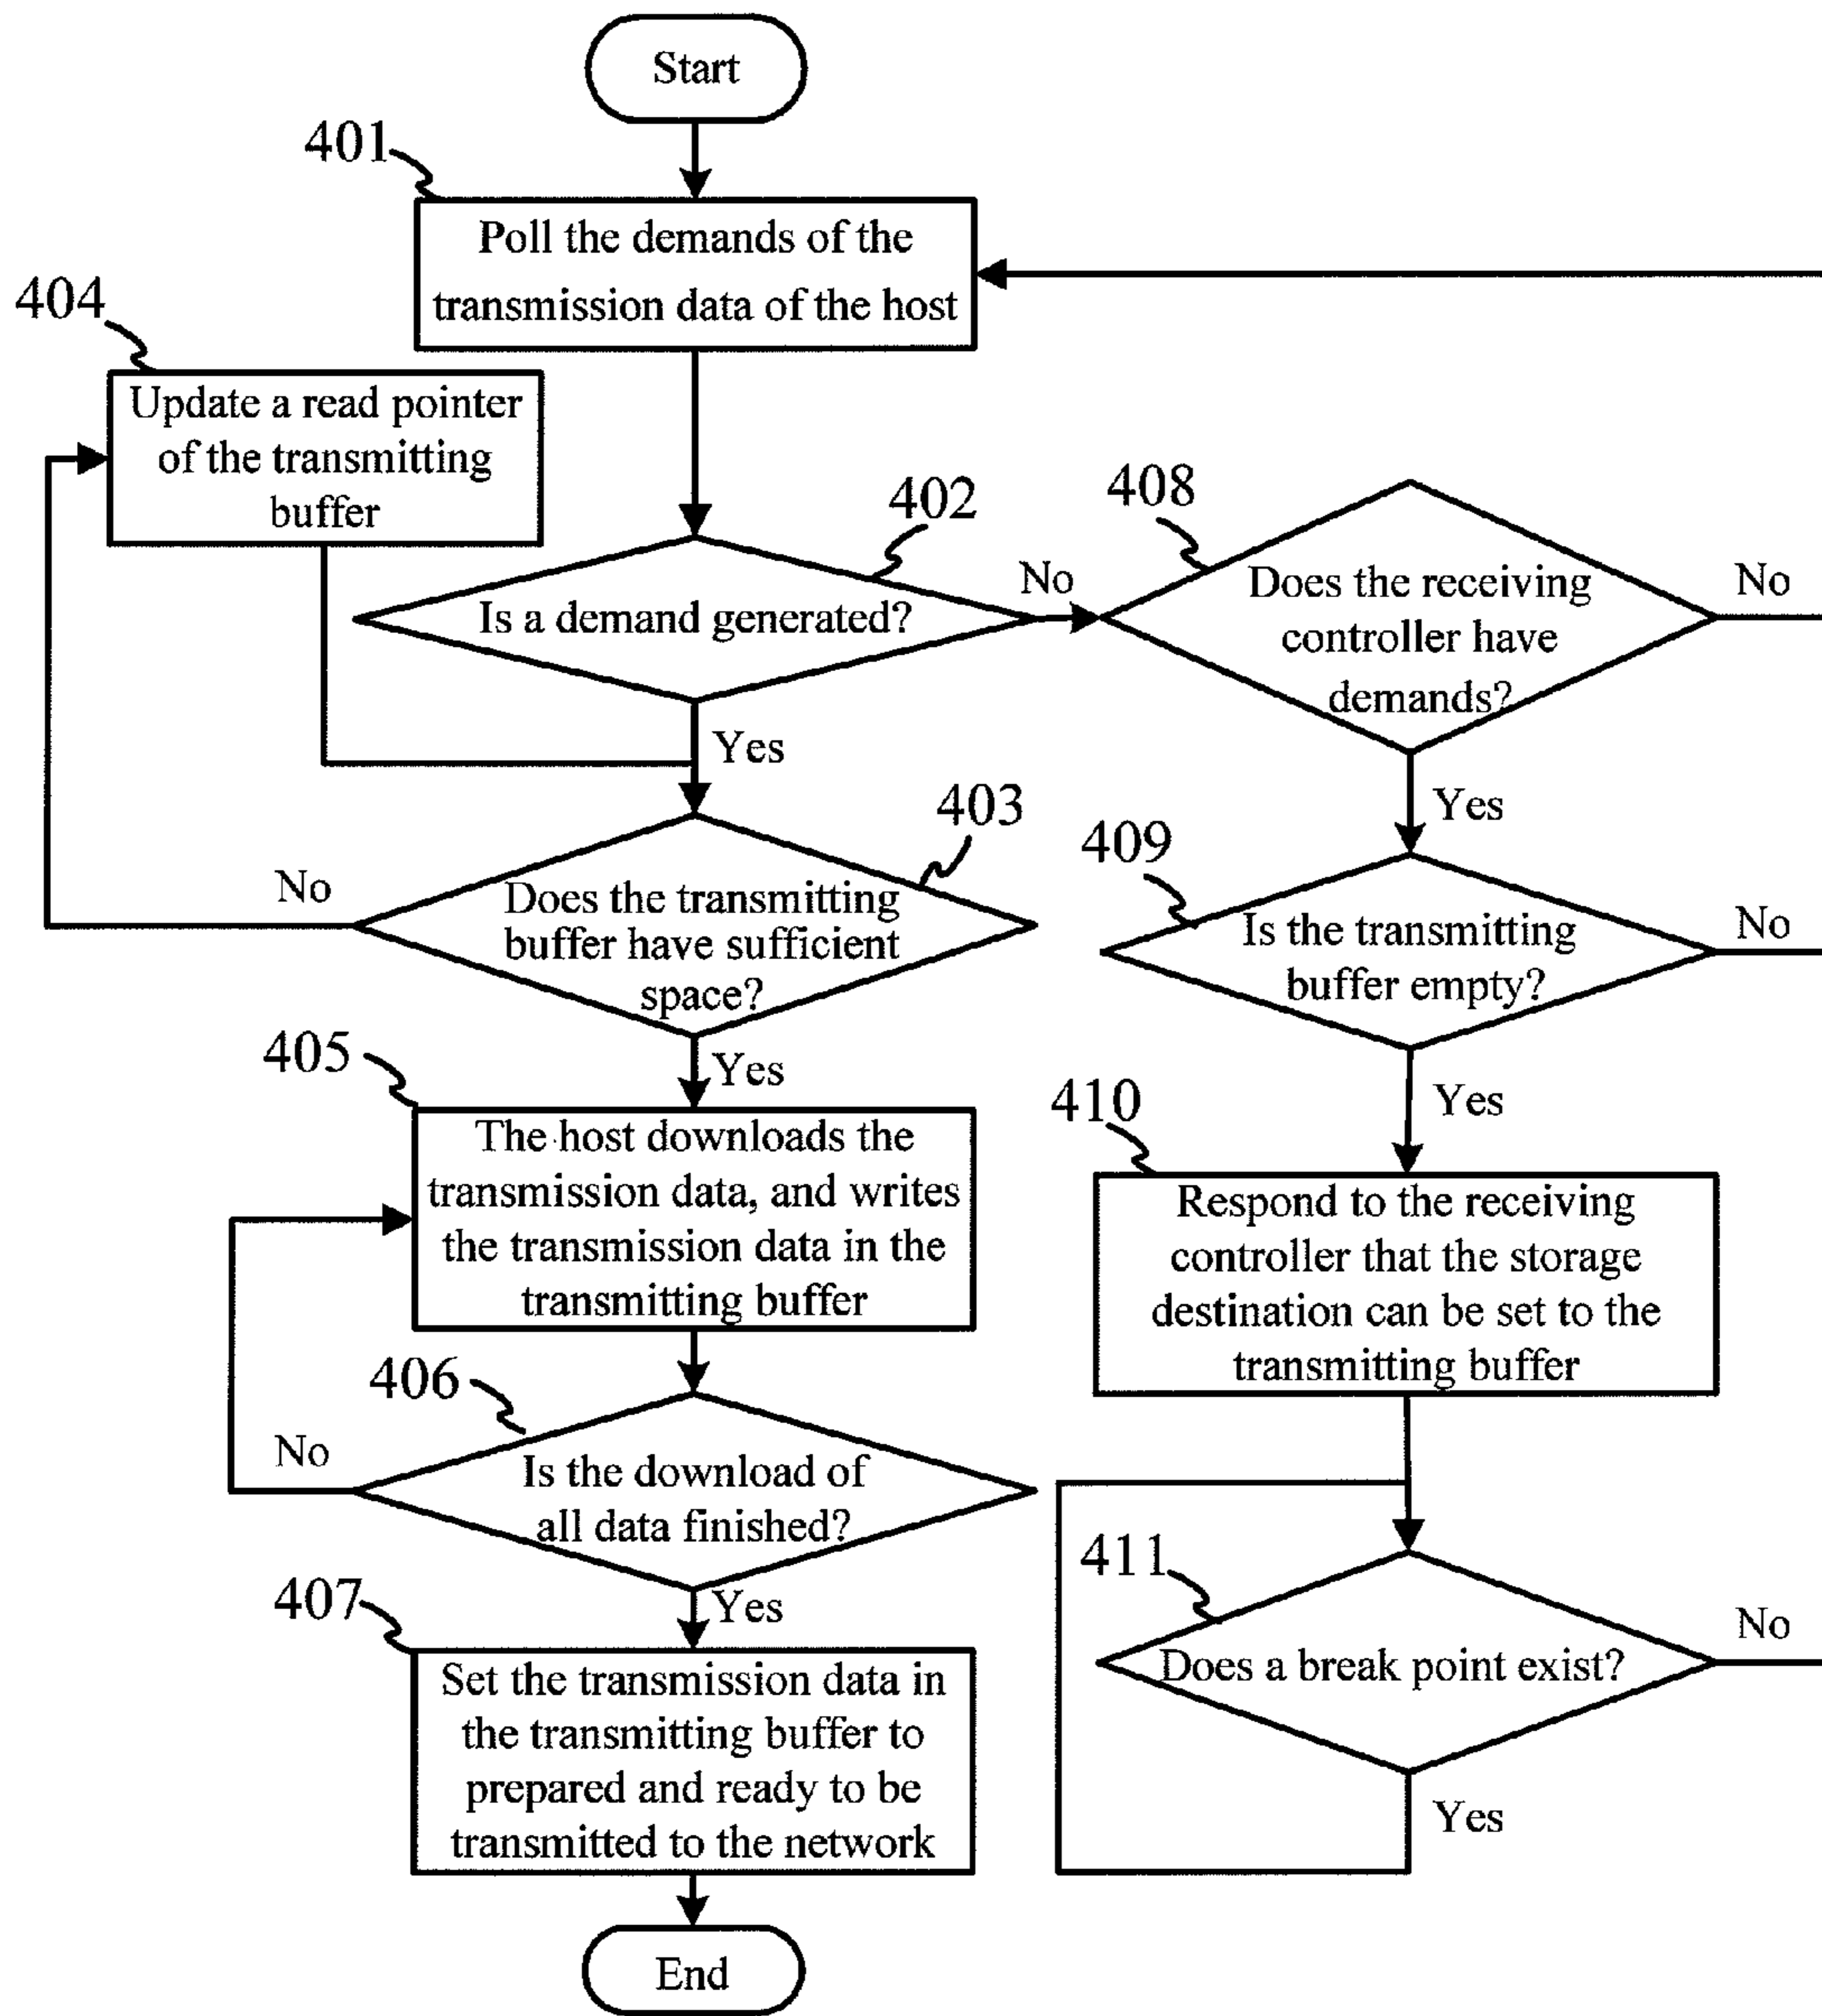 Start
401
Poll the demands of the
transmission data of the host
404
Update a read pointer
of the transmitting
buffer
402
Is a demand generated?
No
Yes
408
Does the receiving
controller have
demands?
No
Yes
403
Does the transmitting
buffer have sufficient
space?
No
Yes
409
Is the transmitting
buffer empty?
No
Yes
405
The host downloads the
transmission data, and writes
the transmission data in the
transmitting buffer
410
Respond to the receiving
controller that the storage
destination can be set to the
transmitting buffer
406
Is the download of
all data finished?
No
Yes
411
Does a break point exist?
No
Yes
407
Set the transmission data in
the transmitting buffer to
prepared and ready to be
transmitted to the network
End